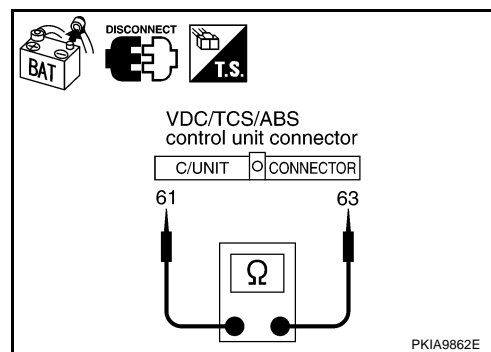 BAT
DISCONNECT
T.S.
VDC/TCS/ABS
control unit connector
C/UNIT CONNECTOR
61 63
Ω
PKIA9862E